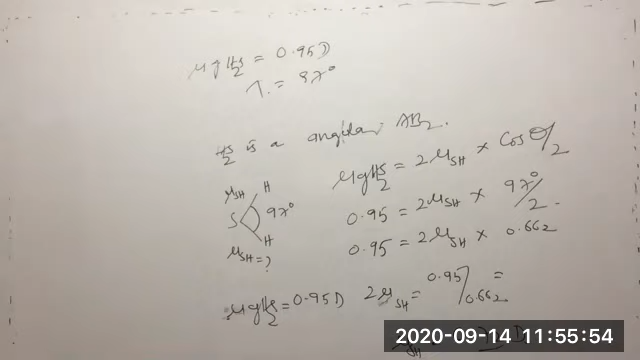 μ of H₂S = 0.95D
97°
H₂S is a angular AB₂.
μ of H₂S = 2μSH × Cos θ/2
μSH H
S 97°
H
μSH = ?
0.95 = 2μSH × 97°/2
0.95 = 2μSH × 0.662
μ of H₂S = 0.95D 2μSH = 0.95/0.662 =
2020-09-14 11:55:54